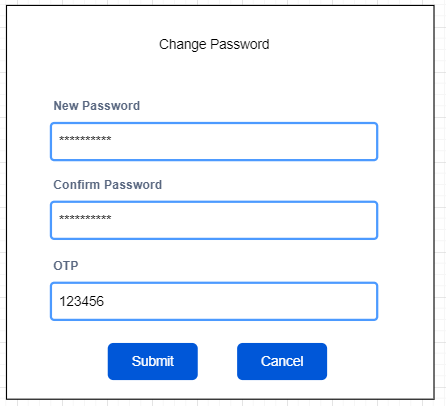 Change Password
New Password
**********
Confirm Password
**********
OTP
123456
Submit Cancel